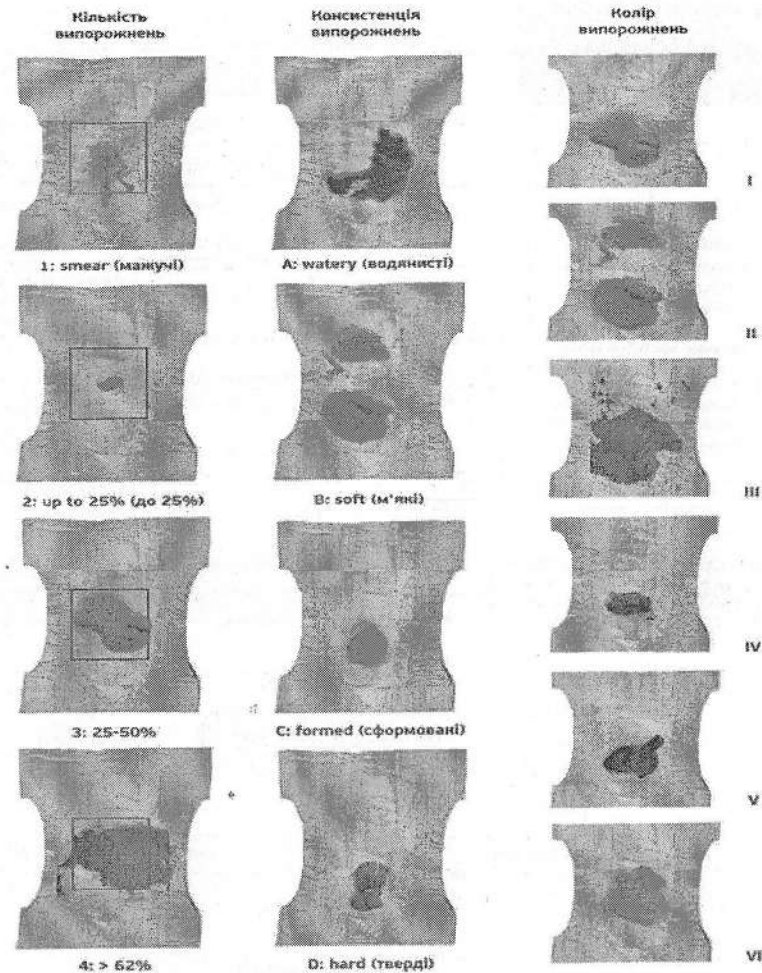 Кількість
випорожнень
Консистенція
випорожнень
Колір
випорожнень
1: smear (мажучі)
A: watery (водянисті)
I
II
2: up to 25% (до 25%)
B: soft (м'які)
III
IV
3: 25-50%
C: formed (сформовані)
V
4: > 62%
D: hard (тверді)
VI